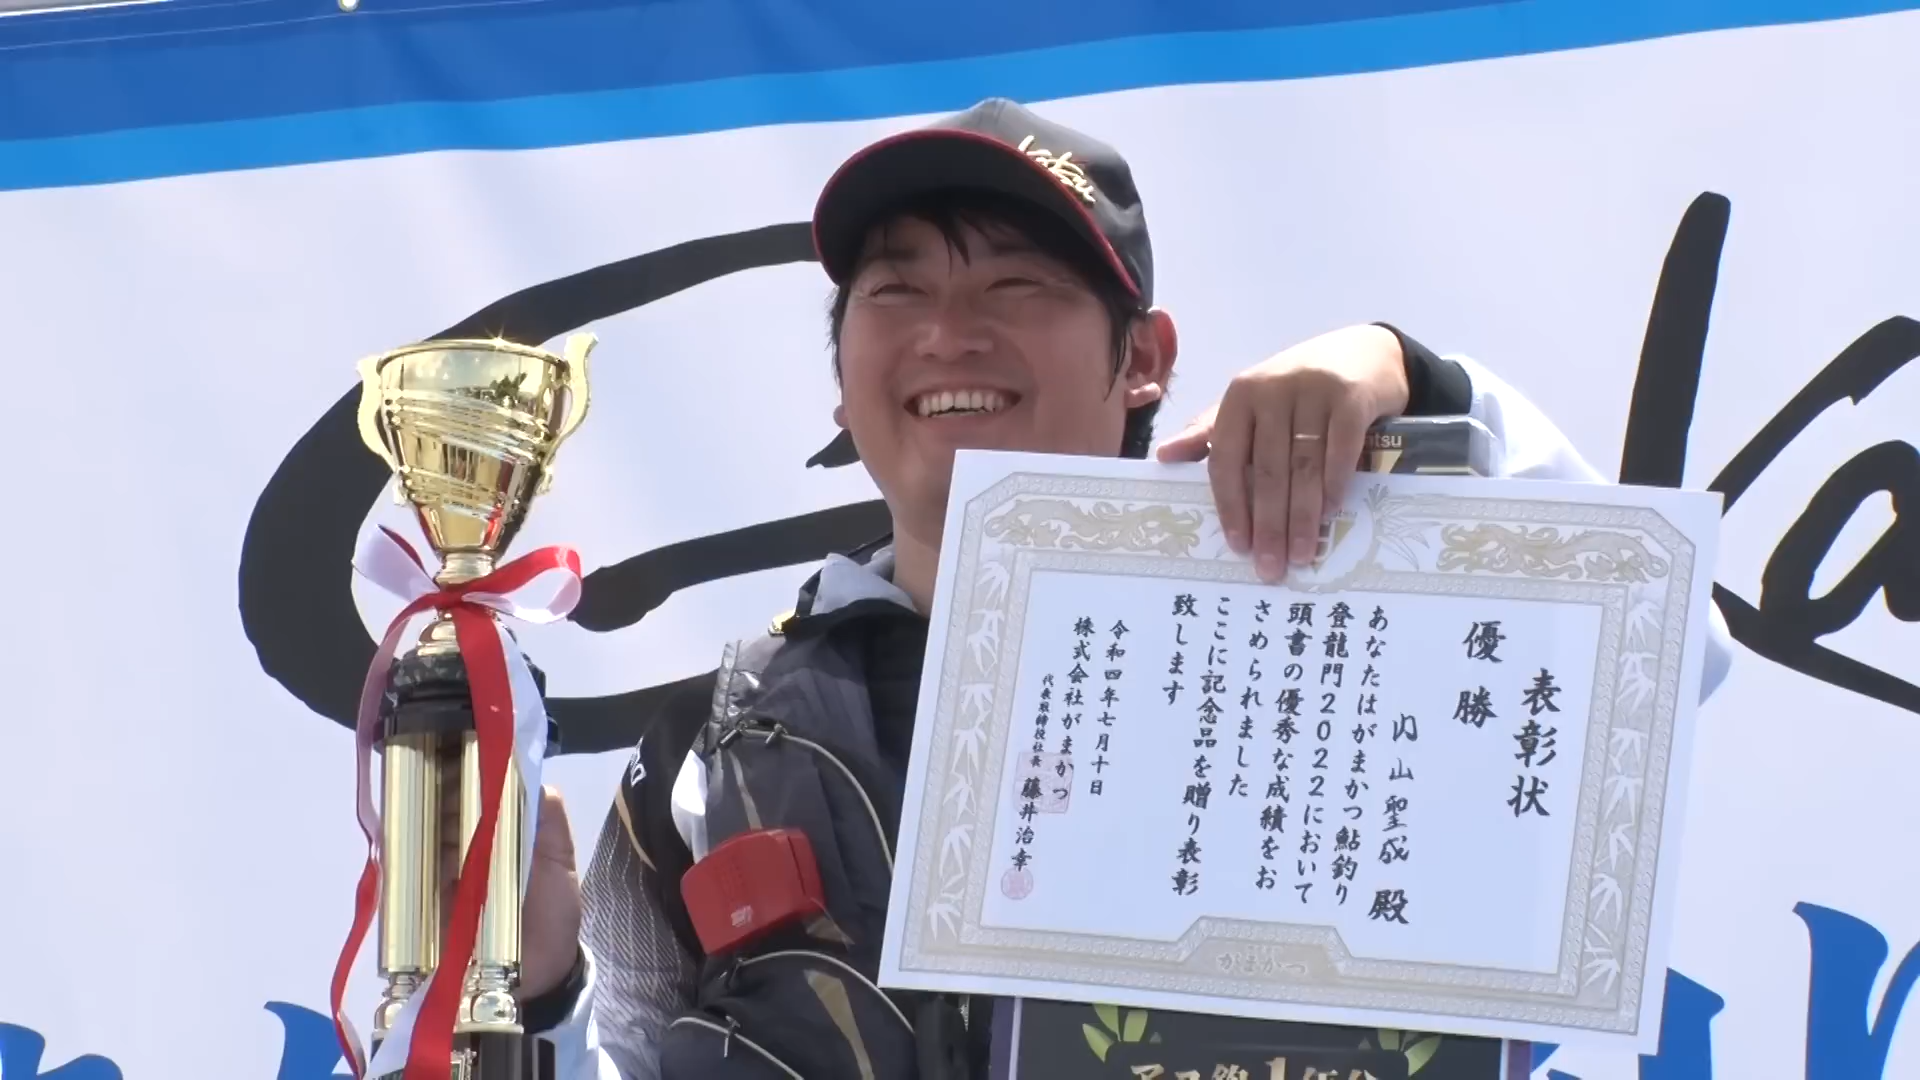 表彰状
優勝
内山聖成 殿
あなたはがまかつ鮎釣り
登龍門2022において
頭書の優秀な成績をお
さめられました
ここに記念品を贈り表彰
致します
令和四年七月十日
株式会社がまかつ
代表取締役社長 藤井治幸
がまかつ